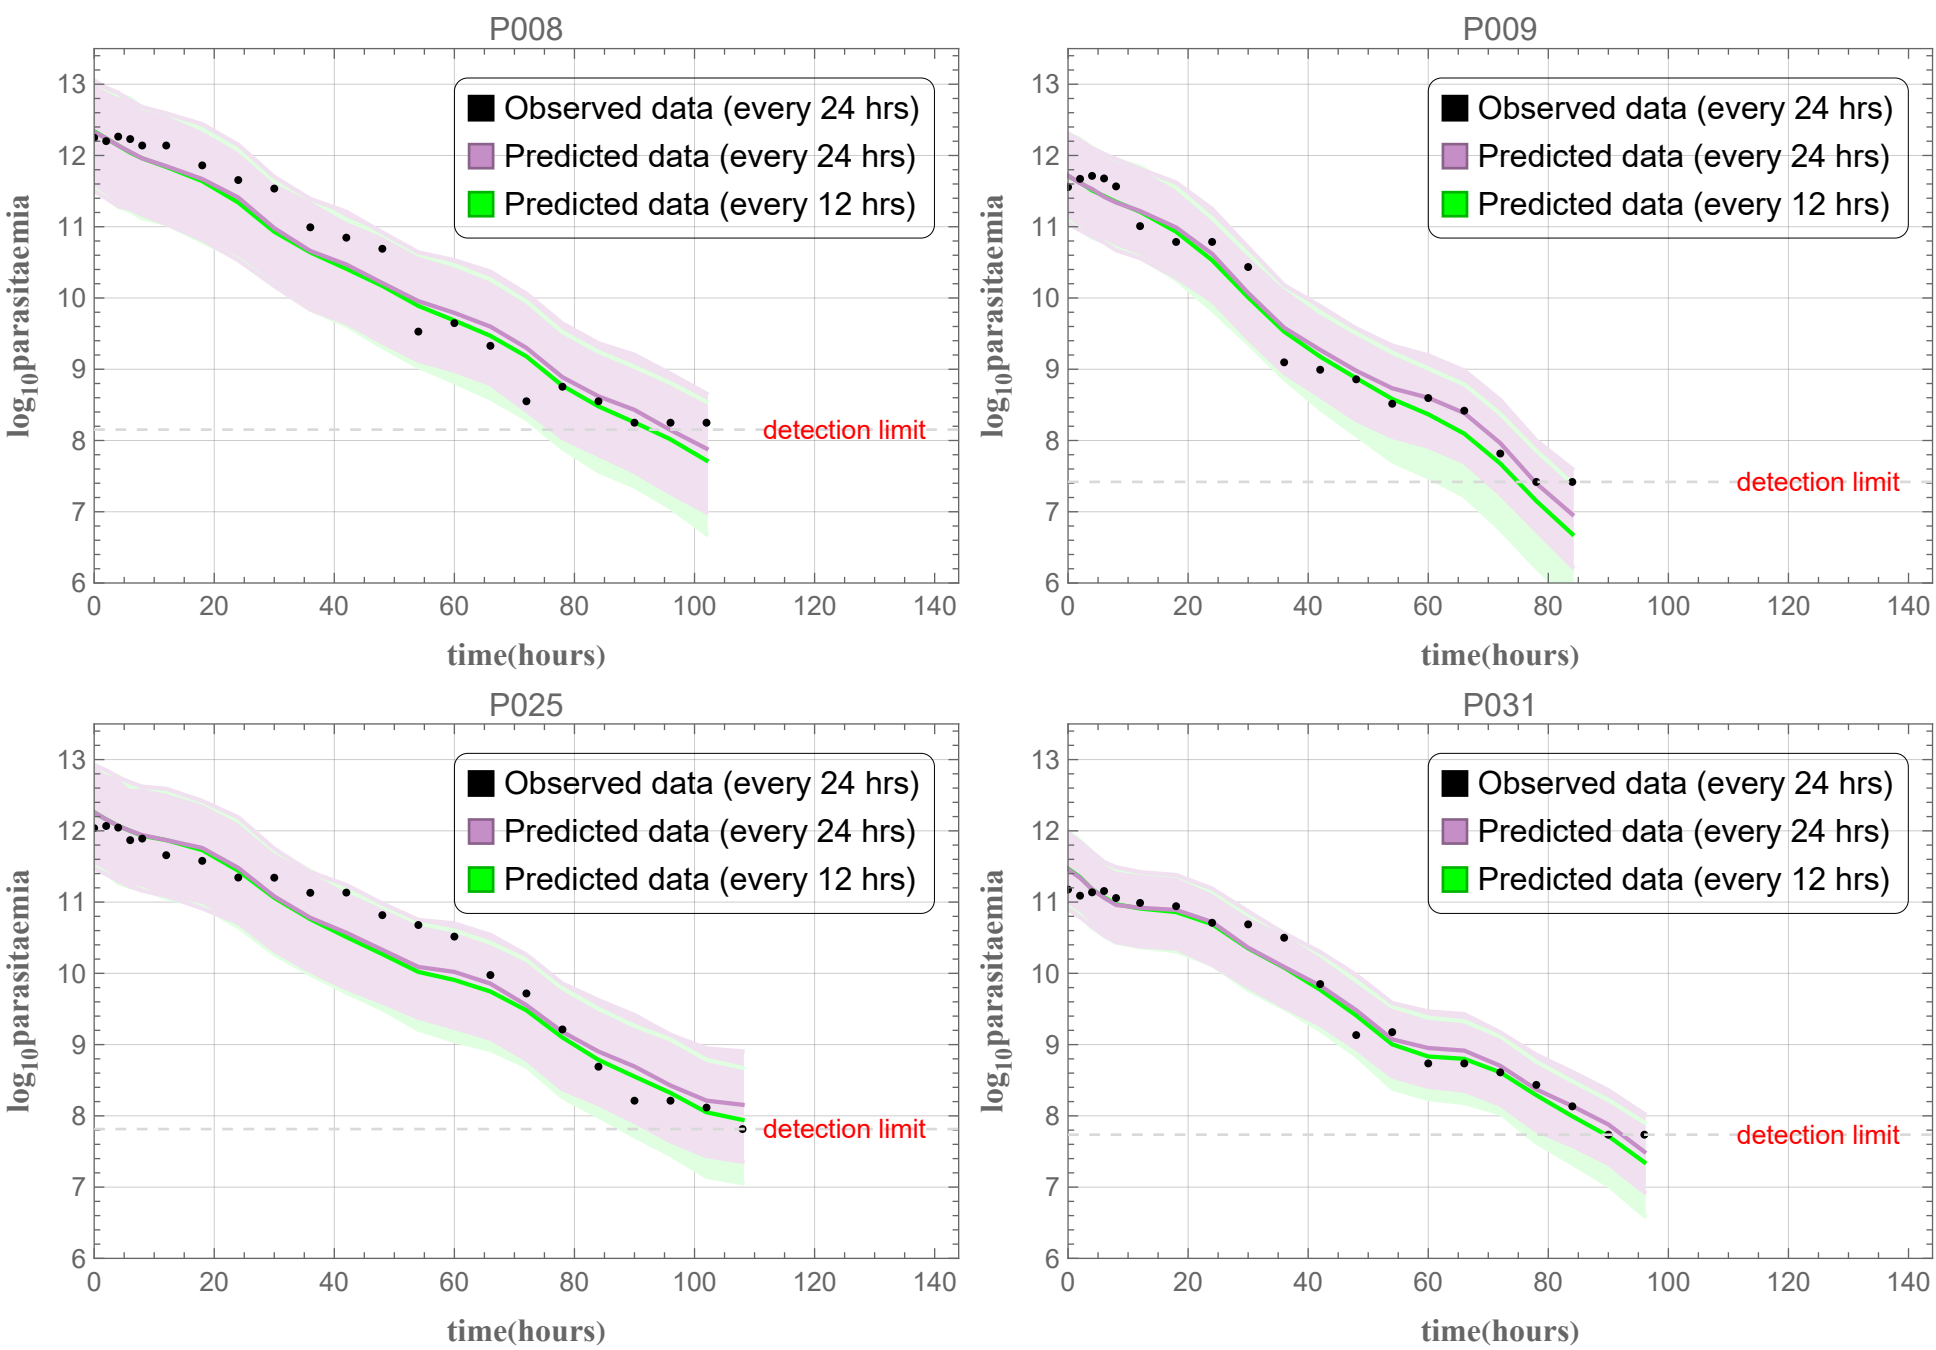 P008
log10parasitaemia
13
12
11
10
9
8
7
6
Observed data (every 24 hrs)
Predicted data (every 24 hrs)
Predicted data (every 12 hrs)
detection limit
0 20 40 60 80 100 120 140
time(hours)
P009
log10parasitaemia
13
12
11
10
9
8
7
6
Observed data (every 24 hrs)
Predicted data (every 24 hrs)
Predicted data (every 12 hrs)
detection limit
0 20 40 60 80 100 120 140
time(hours)
P025
log10parasitaemia
13
12
11
10
9
8
7
6
Observed data (every 24 hrs)
Predicted data (every 24 hrs)
Predicted data (every 12 hrs)
detection limit
0 20 40 60 80 100 120 140
time(hours)
P031
log10parasitaemia
13
12
11
10
9
8
7
6
Observed data (every 24 hrs)
Predicted data (every 24 hrs)
Predicted data (every 12 hrs)
detection limit
0 20 40 60 80 100 120 140
time(hours)